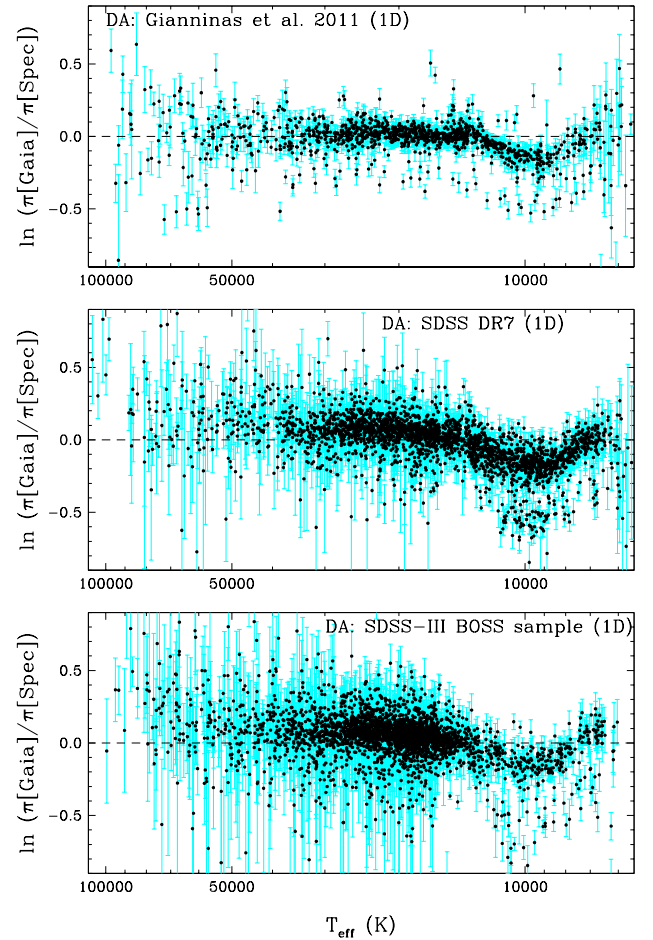 DA: Gianninas et al. 2011 (1D)
ln (π[Gaia]/π[Spec])
0.5
0.0
−0.5
100000
50000
10000
DA: SDSS DR7 (1D)
ln (π[Gaia]/π[Spec])
0.5
0.0
−0.5
100000
50000
10000
DA: SDSS−III BOSS sample (1D)
ln (π[Gaia]/π[Spec])
0.5
0.0
−0.5
100000
50000
10000
T_eff (K)